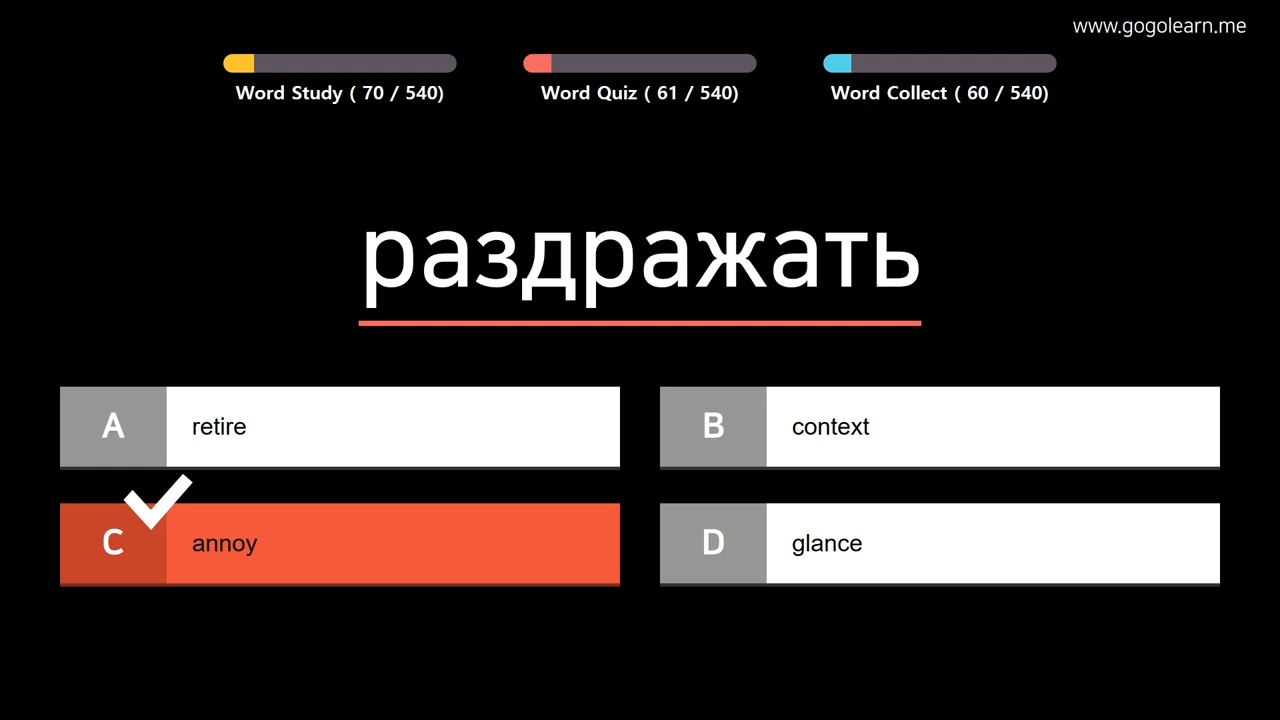 www.gogolearn.me
Word Study ( 70 / 540)
Word Quiz ( 61 / 540)
Word Collect ( 60 / 540)
раздражать
A retire
B context
C annoy
D glance